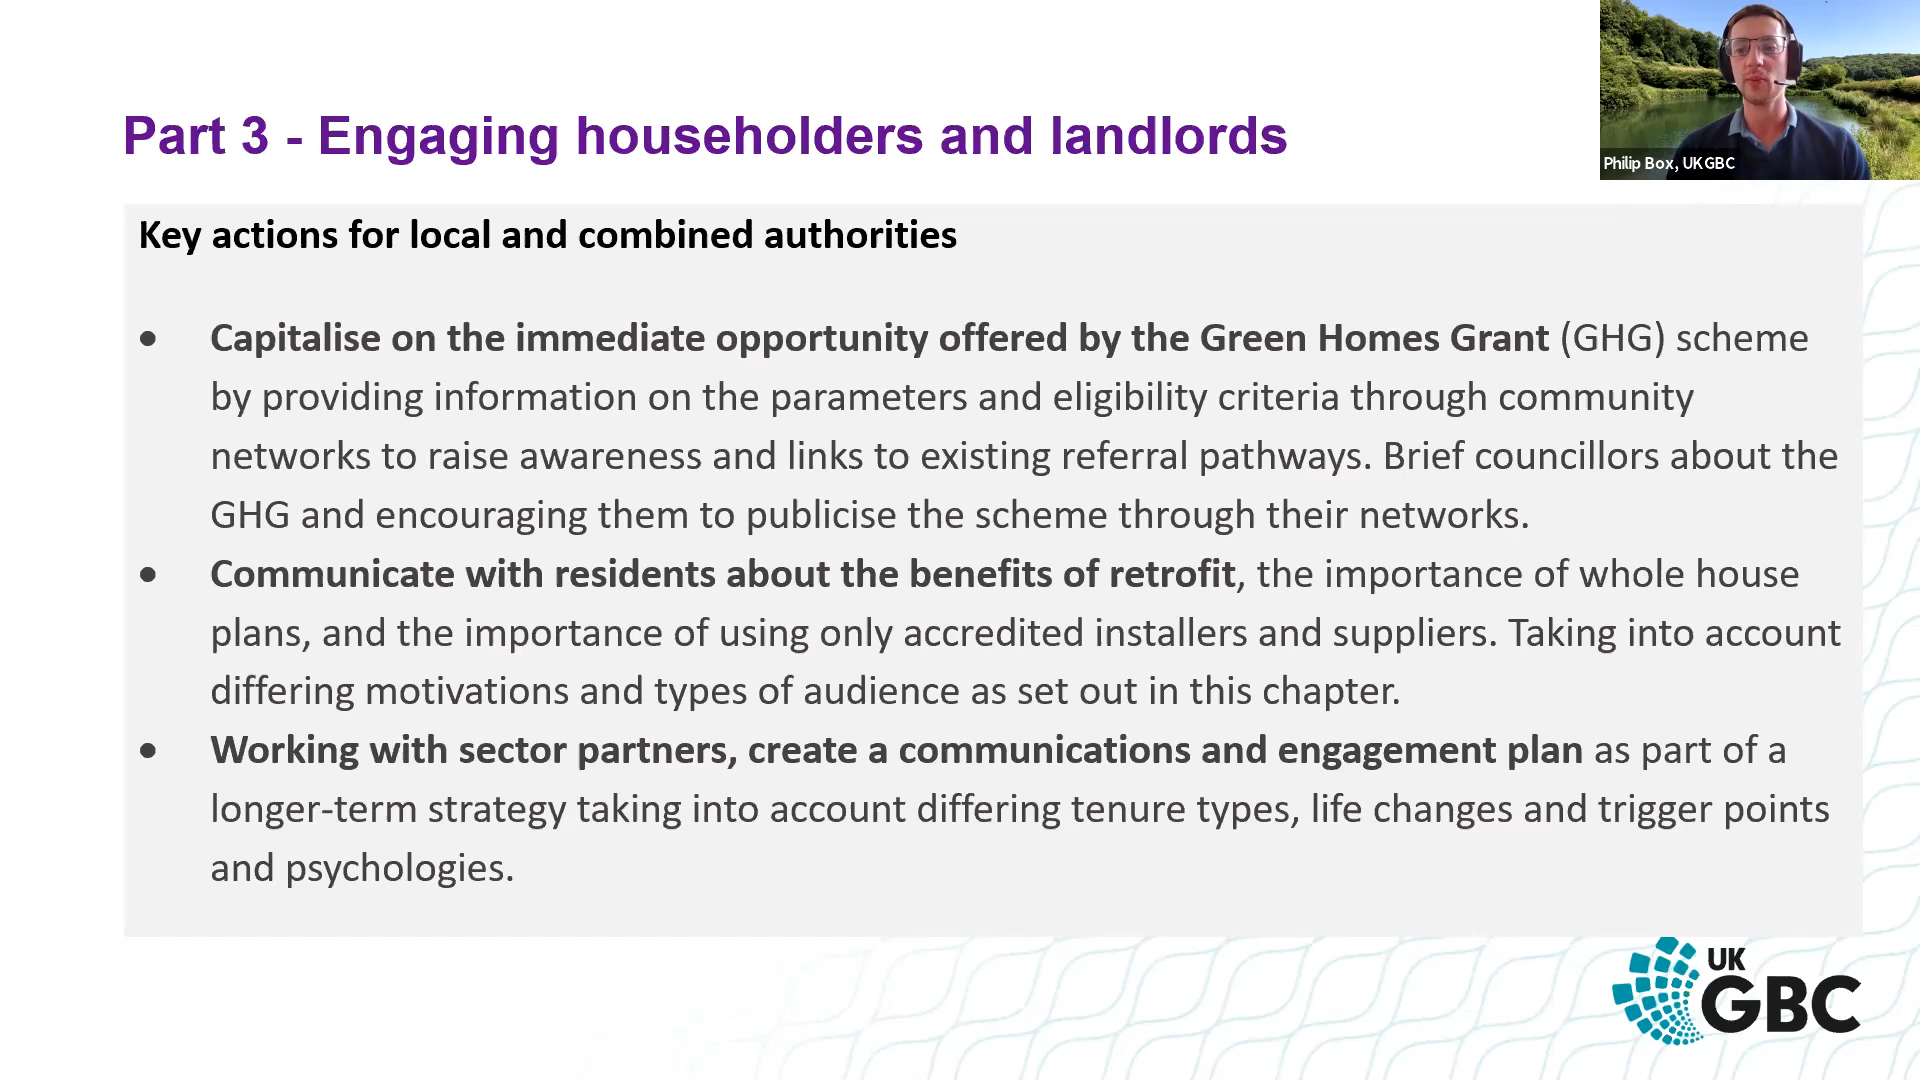 Part 3 - Engaging householders and landlords
Philip Box, UKGBC
Key actions for local and combined authorities
• Capitalise on the immediate opportunity offered by the Green Homes Grant (GHG) scheme
by providing information on the parameters and eligibility criteria through community
networks to raise awareness and links to existing referral pathways. Brief councillors about the
GHG and encouraging them to publicise the scheme through their networks.
• Communicate with residents about the benefits of retrofit, the importance of whole house
plans, and the importance of using only accredited installers and suppliers. Taking into account
differing motivations and types of audience as set out in this chapter.
• Working with sector partners, create a communications and engagement plan as part of a
longer-term strategy taking into account differing tenure types, life changes and trigger points
and psychologies.
UK
GBC